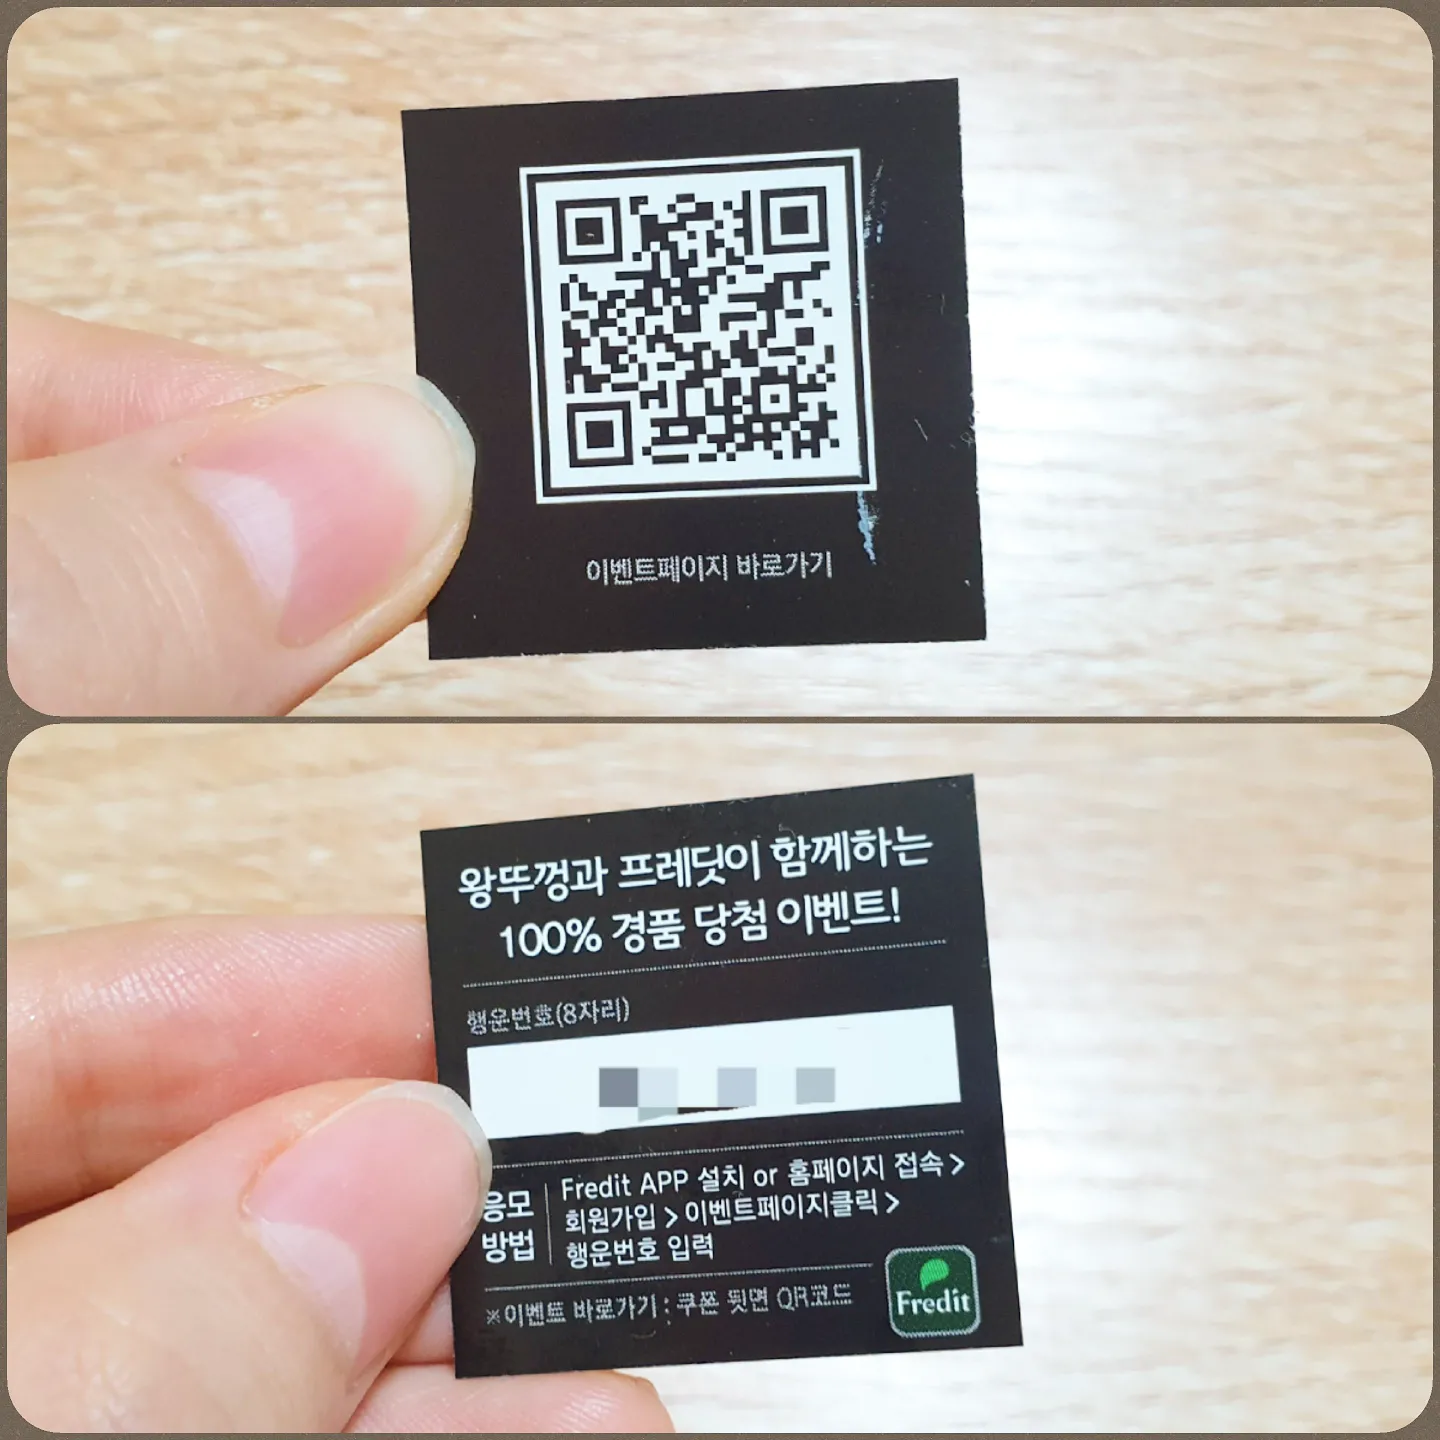 이벤트페이지 바로가기
왕뚜껑과 프레딧이 함께하는
100% 경품 당첨 이벤트!
행운번호(8자리)
응모
방법
Fredit APP 설치 or 홈페이지 접속 >
회원가입 > 이벤트페이지클릭 >
행운번호 입력
※이벤트 바로가기 : 쿠폰 뒷면 QR코드
Fredit